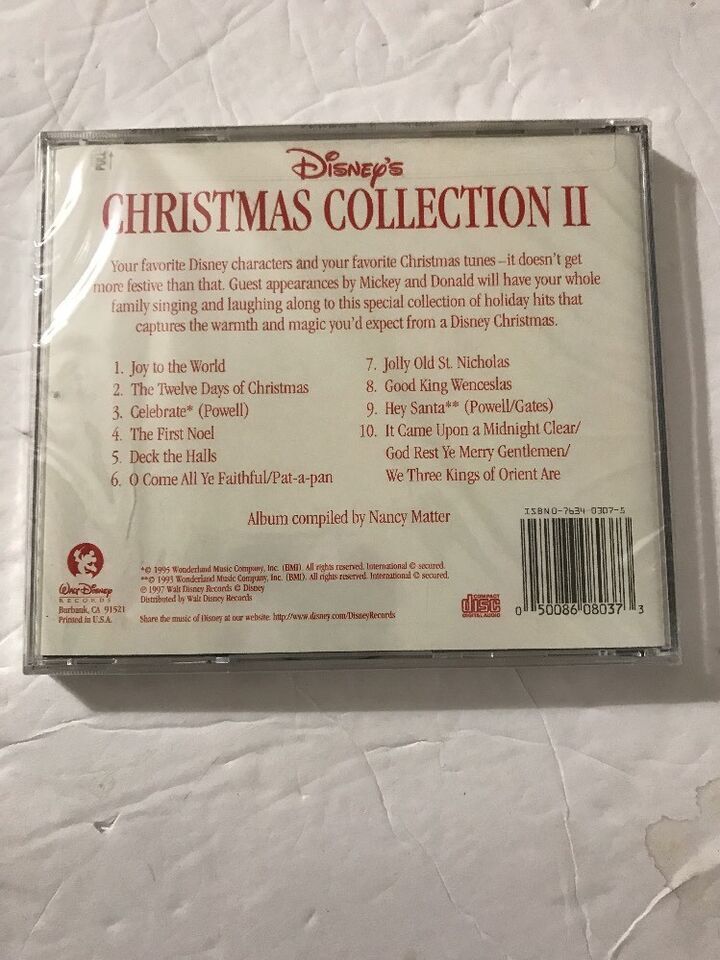 PULL
Disney's
CHRISTMAS COLLECTION II
Your favorite Disney characters and your favorite Christmas tunes – it doesn't get
more festive than that. Guest appearances by Mickey and Donald will have your whole
family singing and laughing along to this special collection of holiday hits that
captures the warmth and magic you'd expect from a Disney Christmas.
1. Joy to the World
2. The Twelve Days of Christmas
3. Celebrate* (Powell)
4. The First Noel
5. Deck the Halls
6. O Come All Ye Faithful/Pat-a-pan
7. Jolly Old St. Nicholas
8. Good King Wenceslas
9. Hey Santa** (Powell/Gates)
10. It Came Upon a Midnight Clear/
God Rest Ye Merry Gentlemen/
We Three Kings of Orient Are
Album compiled by Nancy Matter
WALT DISNEY
RECORDS
Burbank, CA 91521
Printed in U.S.A.
*© 1995 Wonderland Music Company, Inc. (BMI). All rights reserved. International © secured.
**© 1993 Wonderland Music Company, Inc. (BMI). All rights reserved. International © secured.
℗ 1997 Walt Disney Records © Disney
Distributed by Walt Disney Records
Share the music of Disney at our website. http://www.disney.com/DisneyRecords
COMPACT
disc
DIGITAL AUDIO
ISBN 0-7634-0307-5
0 50086 08037 3